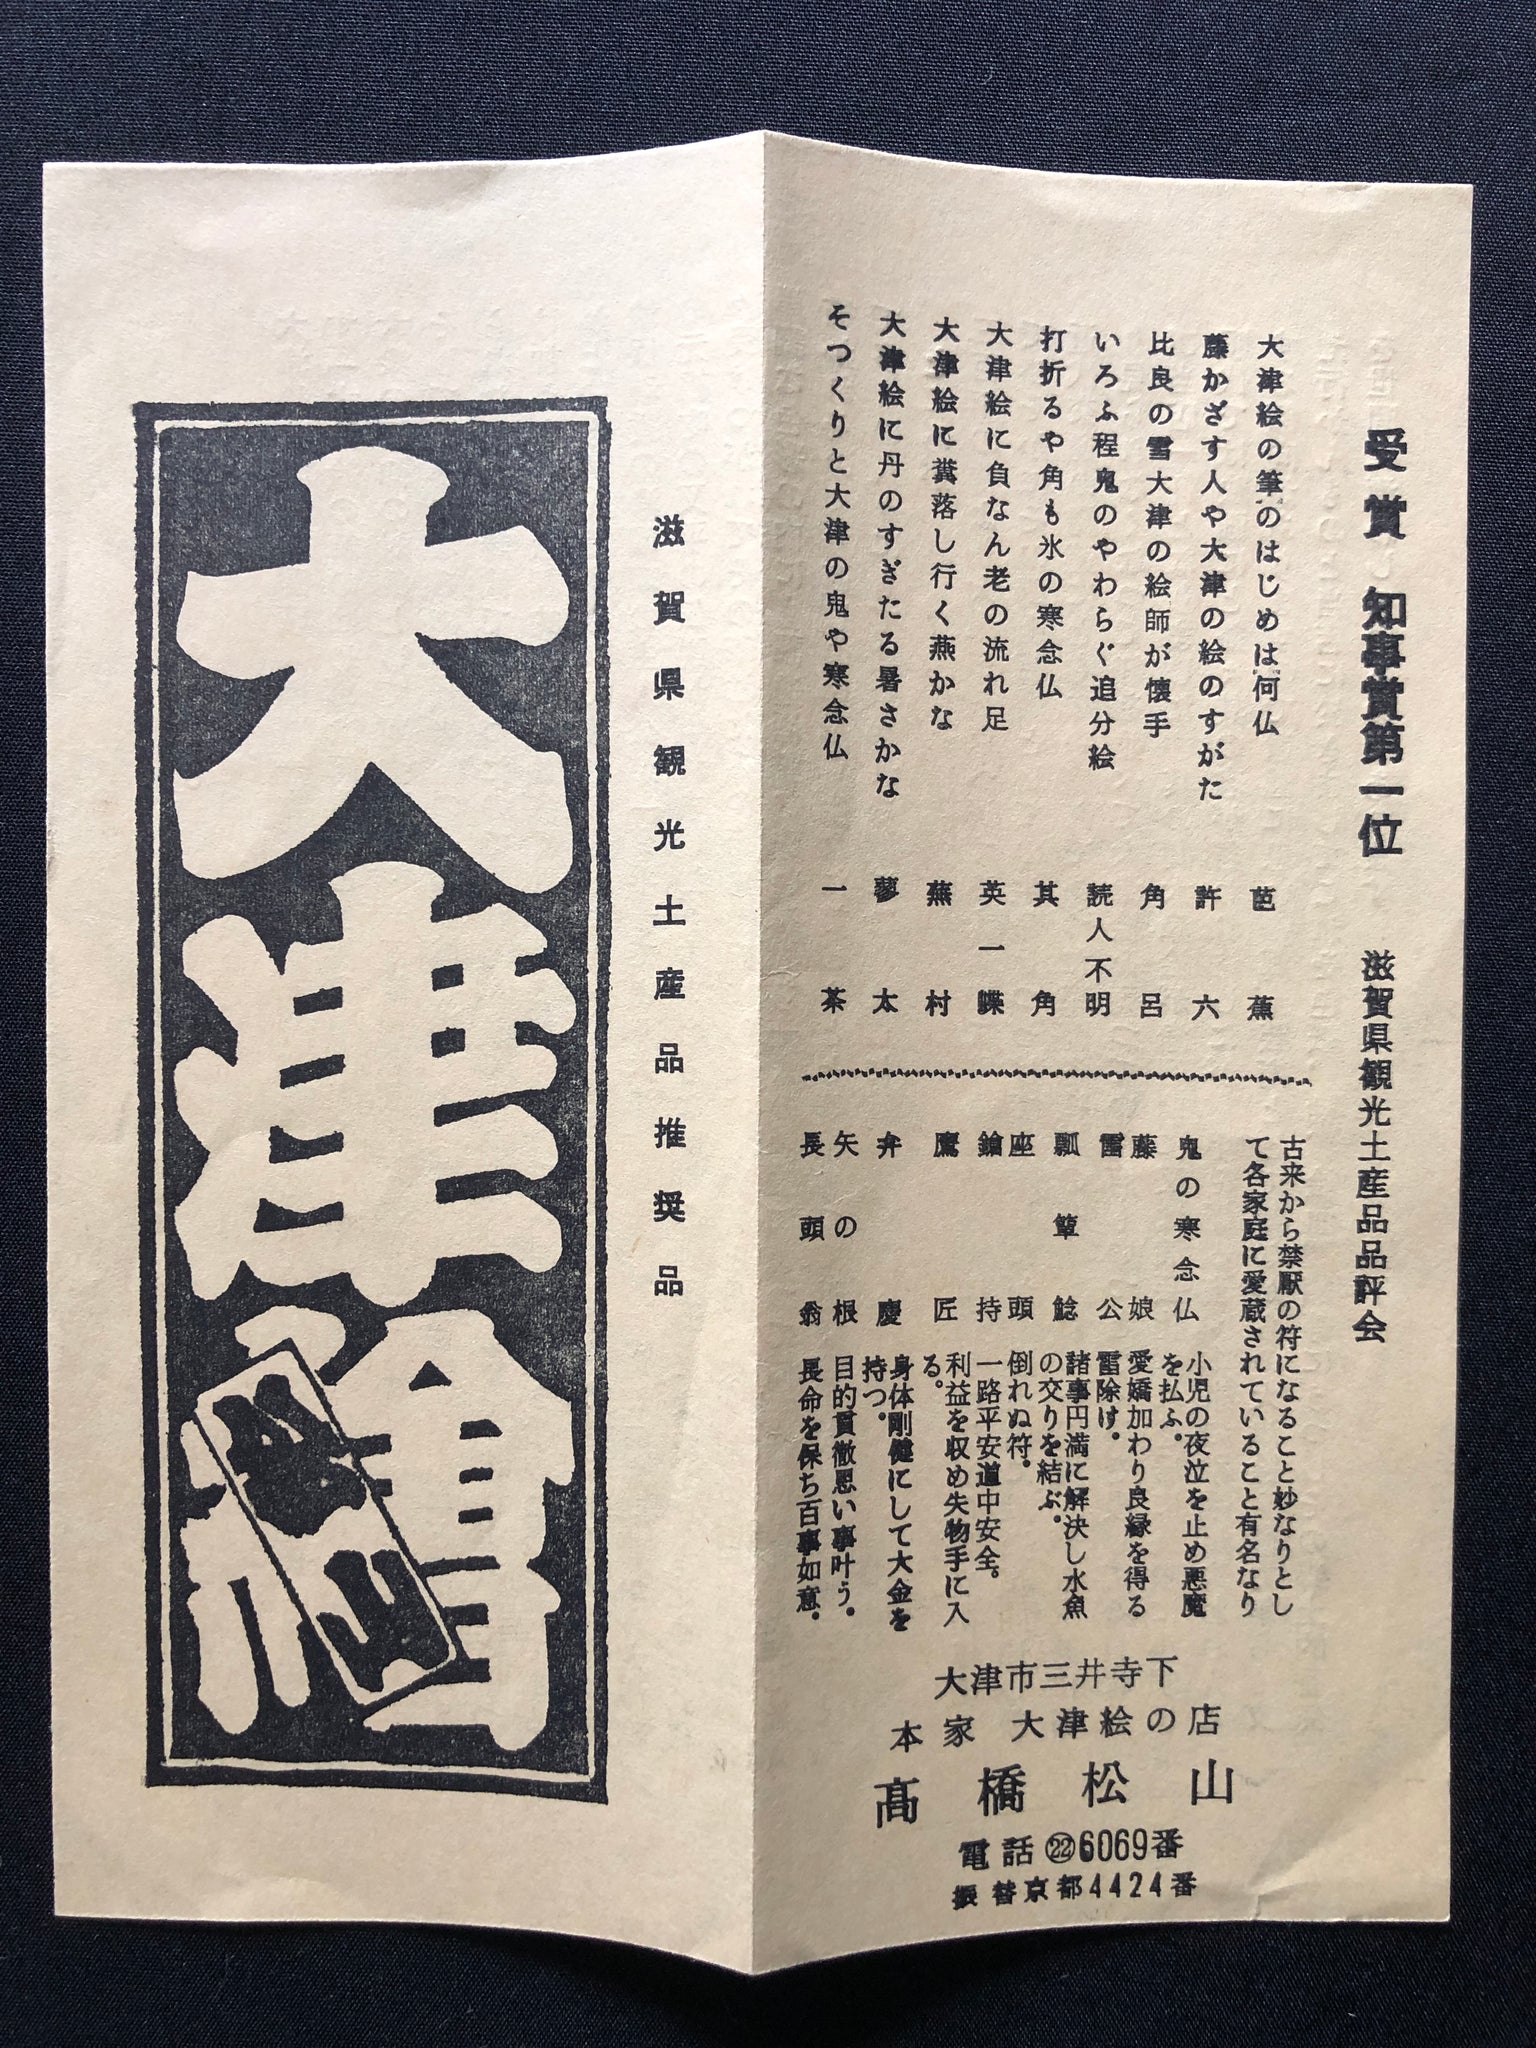 受賞 知事賞第一位 滋賀県観光土産品品評会
大津絵の筆のはじめは何仏 芭蕉
藤かざす人や大津の絵のすがた 許六
比良の雪大津の絵師が懐手 角呂
いろふ程鬼のやわらぐ追分絵 読人不明
打折るや角も氷の寒念仏 其角
大津絵に負なん老の流れ足 英一蝶
大津絵に糞落し行く燕かな 蕪村
大津絵に丹のすぎたる暑さかな 蓼太
そつくりと大津の鬼や寒念仏 一茶
古来から禁厭の符になること妙なりとし
て各家庭に愛蔵されていること有名なり
鬼の寒念仏 小児の夜泣を止め悪魔
を払ふ。
藤娘 愛嬌加わり良縁を得る
雷公 雷除け。
瓢箪鯰 諸事円満に解決し水魚
の交りを結ぶ。
座頭 倒れぬ符。
鎗持 一路平安道中安全。
鷹匠 利益を収め失物手に入
る。
弁慶 身体剛健にして大金を
持つ。
矢の根 目的貫徹思い事叶う。
長頭翁 長命を保ち百事如意。
大津市三井寺下
本家 大津絵の店
髙橋松山
電話㉒6069番
振替京都4424番
滋賀県観光土産品推奨品
大津繪
松山